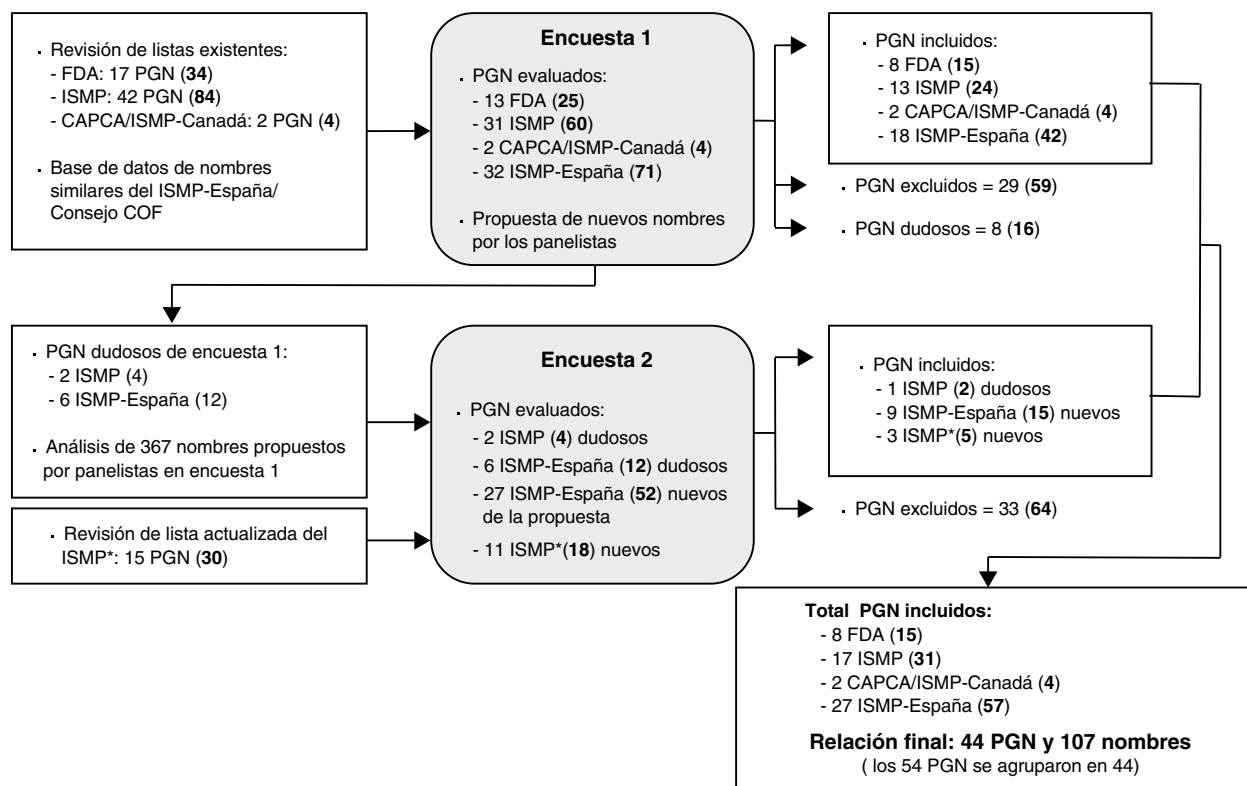 . Revisión de listas existentes:
- FDA: 17 PGN (34)
- ISMP: 42 PGN (84)
- CAPCA/ISMP-Canadá: 2 PGN (4)
. Base de datos de nombres
similares del ISMP-España/
Consejo COF
Encuesta 1
. PGN evaluados:
- 13 FDA (25)
- 31 ISMP (60)
- 2 CAPCA/ISMP-Canadá (4)
- 32 ISMP-España (71)
. Propuesta de nuevos nombres
por los panelistas
. PGN incluidos:
- 8 FDA (15)
- 13 ISMP (24)
- 2 CAPCA/ISMP-Canadá (4)
- 18 ISMP-España (42)
. PGN excluidos = 29 (59)
. PGN dudosos = 8 (16)
. PGN dudosos de encuesta 1:
- 2 ISMP (4)
- 6 ISMP-España (12)
. Análisis de 367 nombres propuestos
por panelistas en encuesta 1
. Revisión de lista actualizada del
ISMP*: 15 PGN (30)
Encuesta 2
. PGN evaluados:
- 2 ISMP (4) dudosos
- 6 ISMP-España (12) dudosos
- 27 ISMP-España (52) nuevos
de la propuesta
- 11 ISMP*(18) nuevos
. PGN incluidos:
- 1 ISMP (2) dudosos
- 9 ISMP-España (15) nuevos
- 3 ISMP*(5) nuevos
. PGN excluidos = 33 (64)
Total PGN incluidos:
- 8 FDA (15)
- 17 ISMP (31)
- 2 CAPCA/ISMP-Canadá (4)
- 27 ISMP-España (57)
Relación final: 44 PGN y 107 nombres
( los 54 PGN se agruparon en 44)